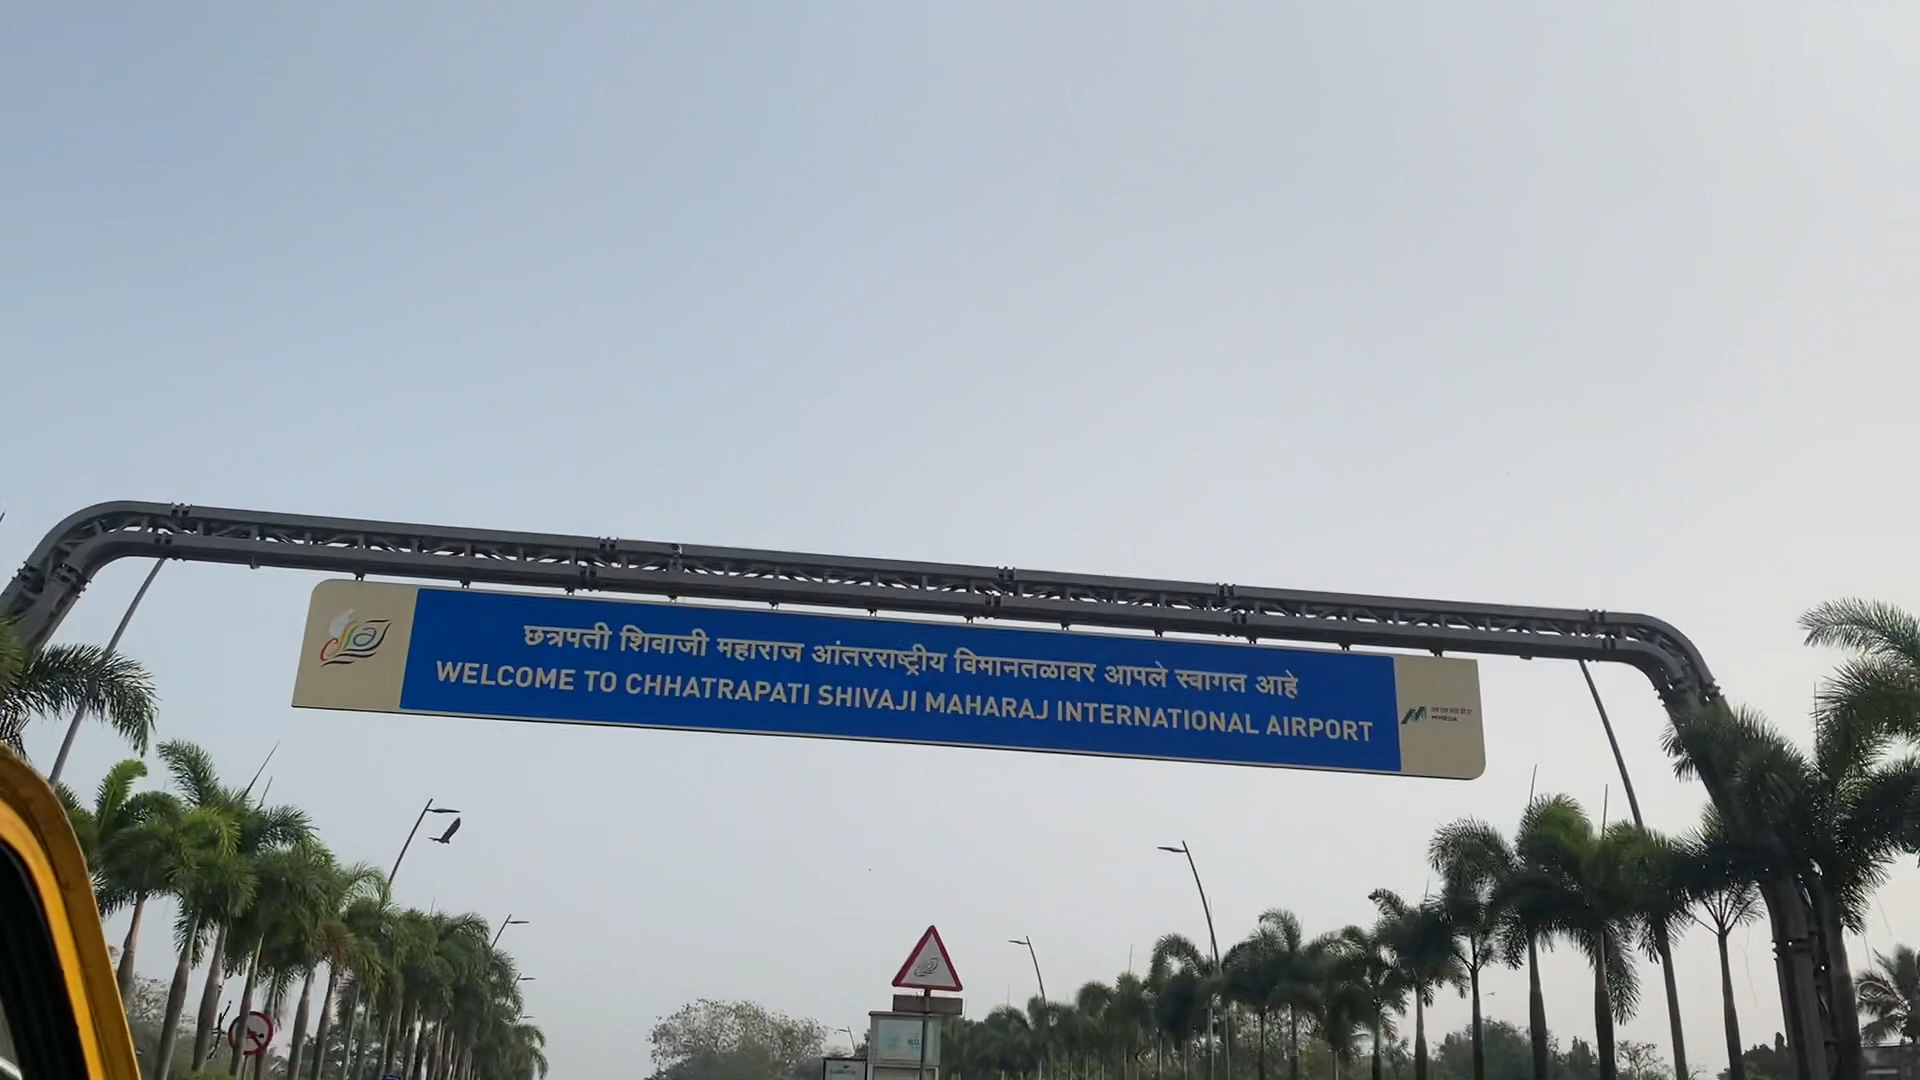 छत्रपती शिवाजी महाराज आंतरराष्ट्रीय विमानतळावर आपले स्वागत आहे
WELCOME TO CHHATRAPATI SHIVAJI MAHARAJ INTERNATIONAL AIRPORT
MMRDA